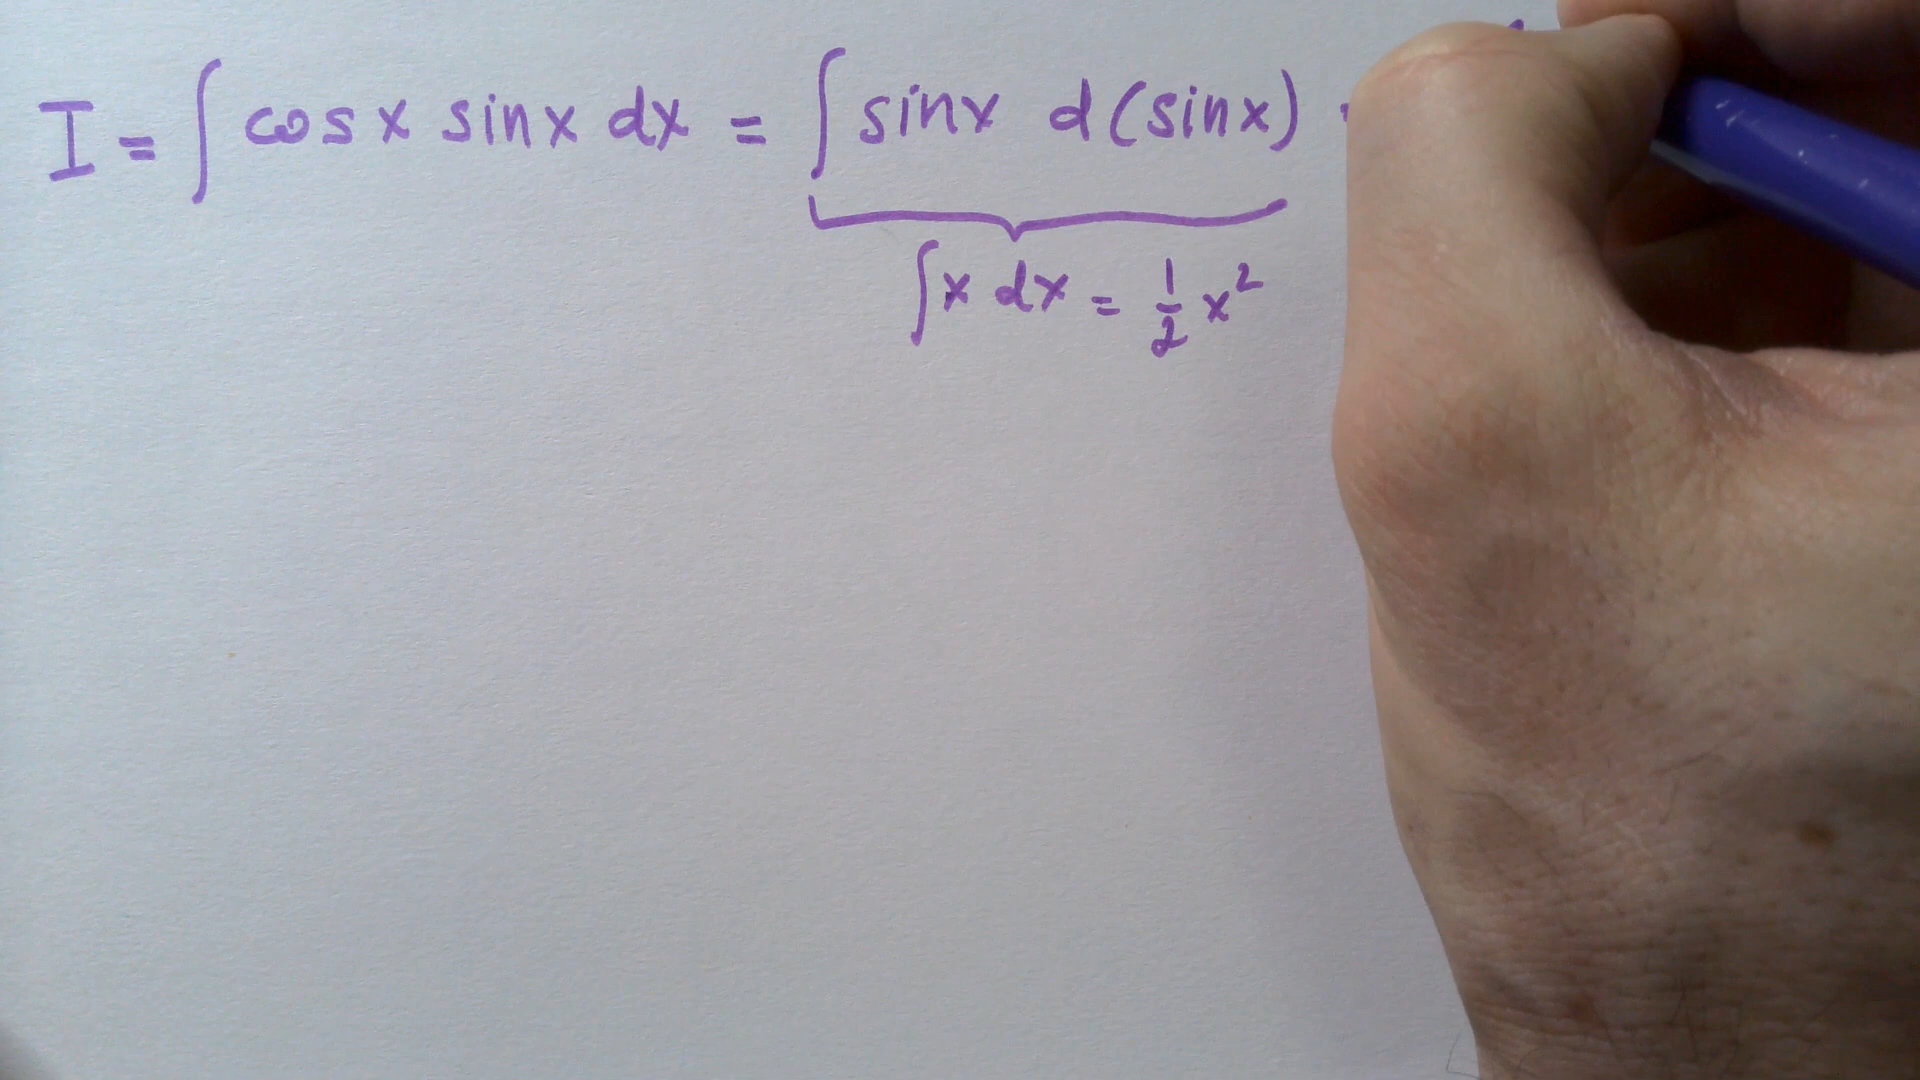 I = ∫ cos x sin x dx = ∫ sin x d(sin x)
∫ x dx = 1/2 x²